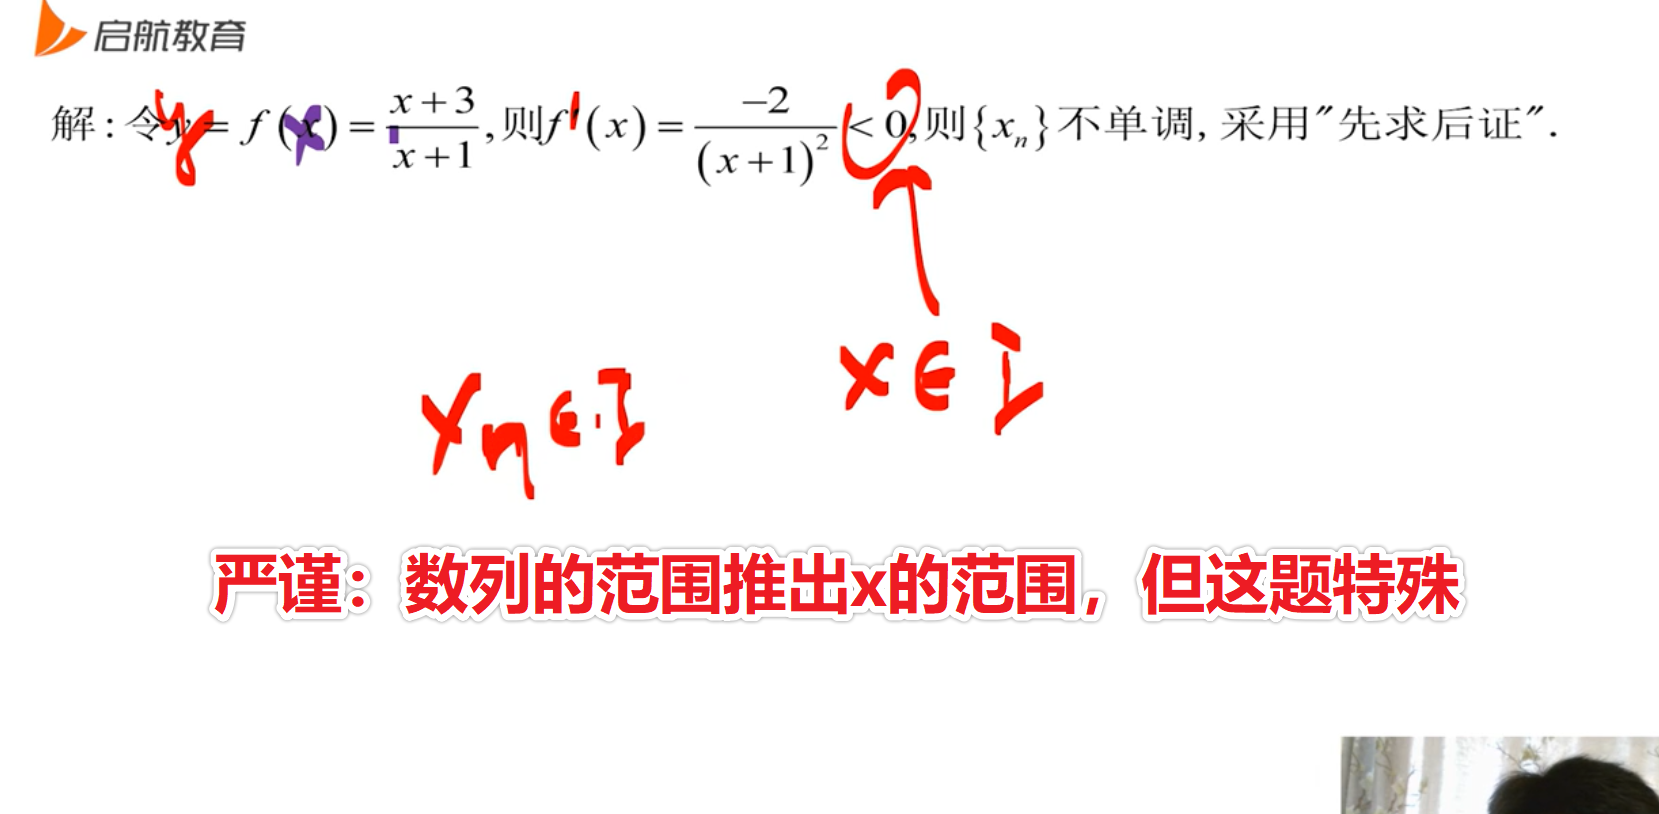 启航教育
解:令y=f(x)=\frac{x+3}{x+1},则f'(x)=\frac{-2}{(x+1)^2}<0,则{x_n}不单调,采用"先求后证".
x∈I
x_n∈I
严谨：数列的范围推出x的范围，但这题特殊